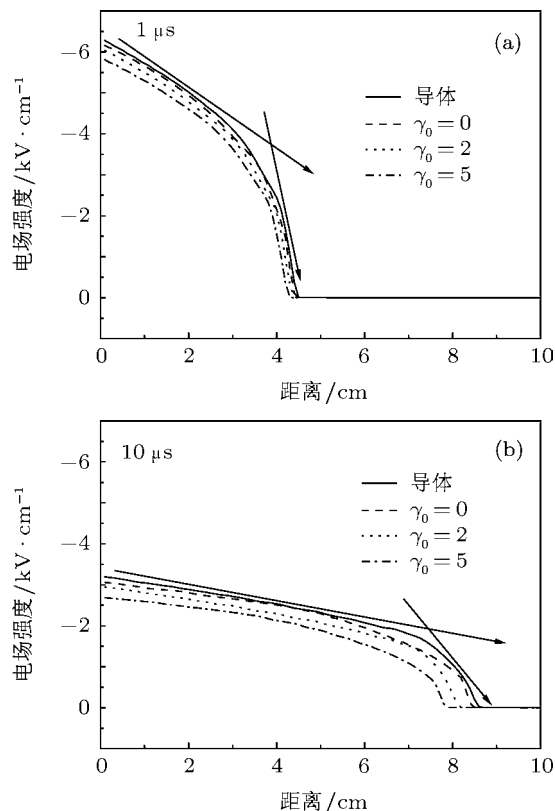 1 μs
(a)
导体
γ₀ = 0
γ₀ = 2
γ₀ = 5
电场强度/kV·cm⁻¹
−6
−4
−2
0
0 2 4 6 8 10
距离/cm
10 μs
(b)
导体
γ₀ = 0
γ₀ = 2
γ₀ = 5
电场强度/kV·cm⁻¹
−6
−4
−2
0
0 2 4 6 8 10
距离/cm